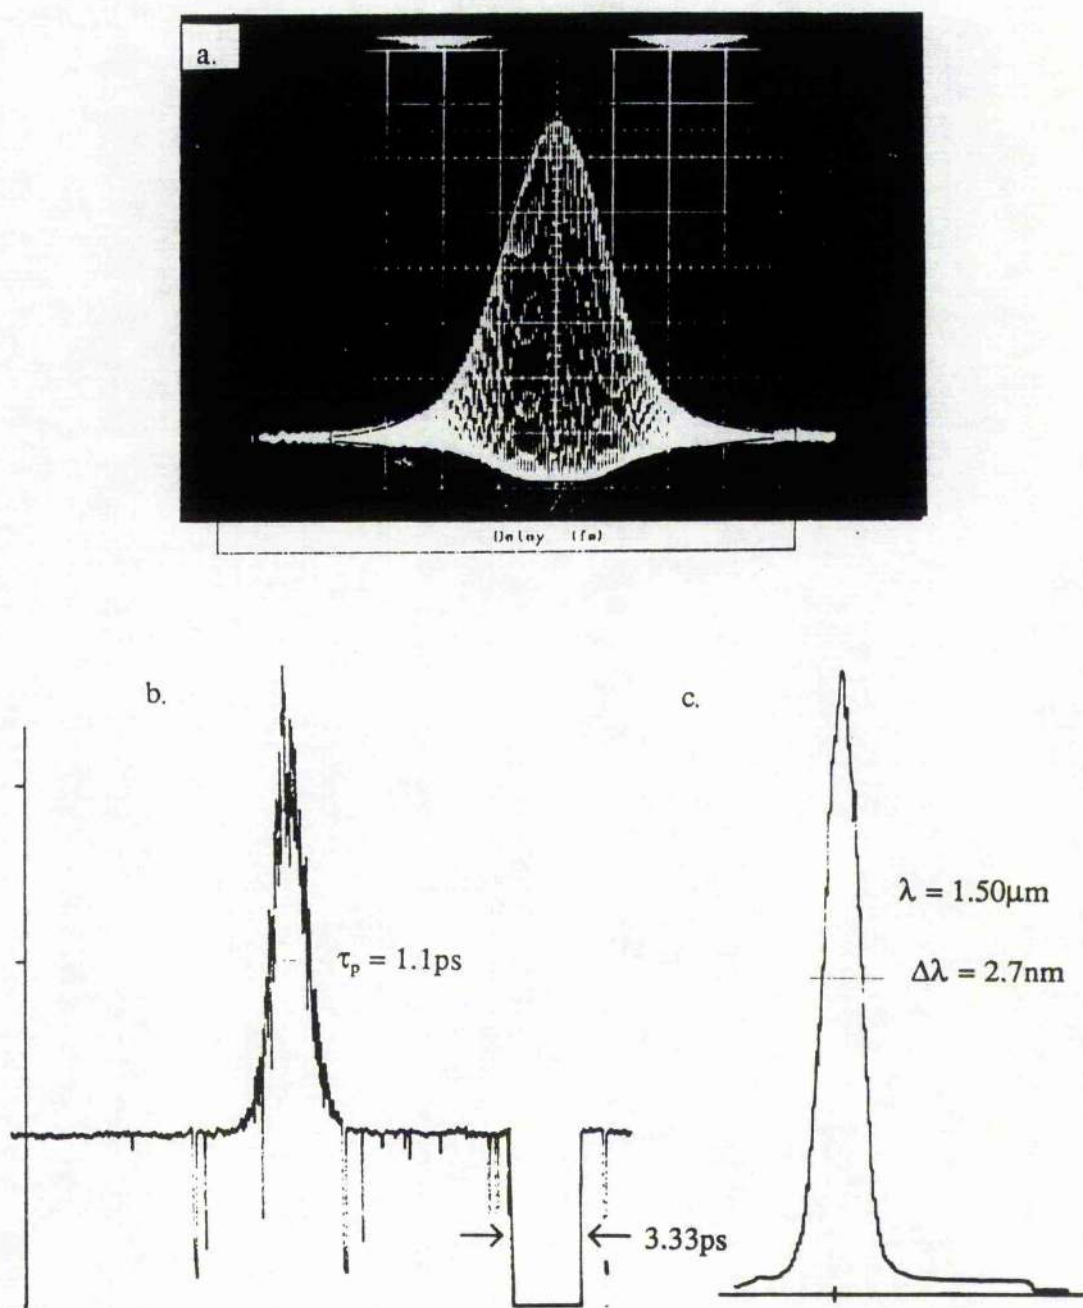 a.
Delay (fs)
b.
τp = 1.1ps
3.33ps
c.
λ = 1.50μm
Δλ = 2.7nm